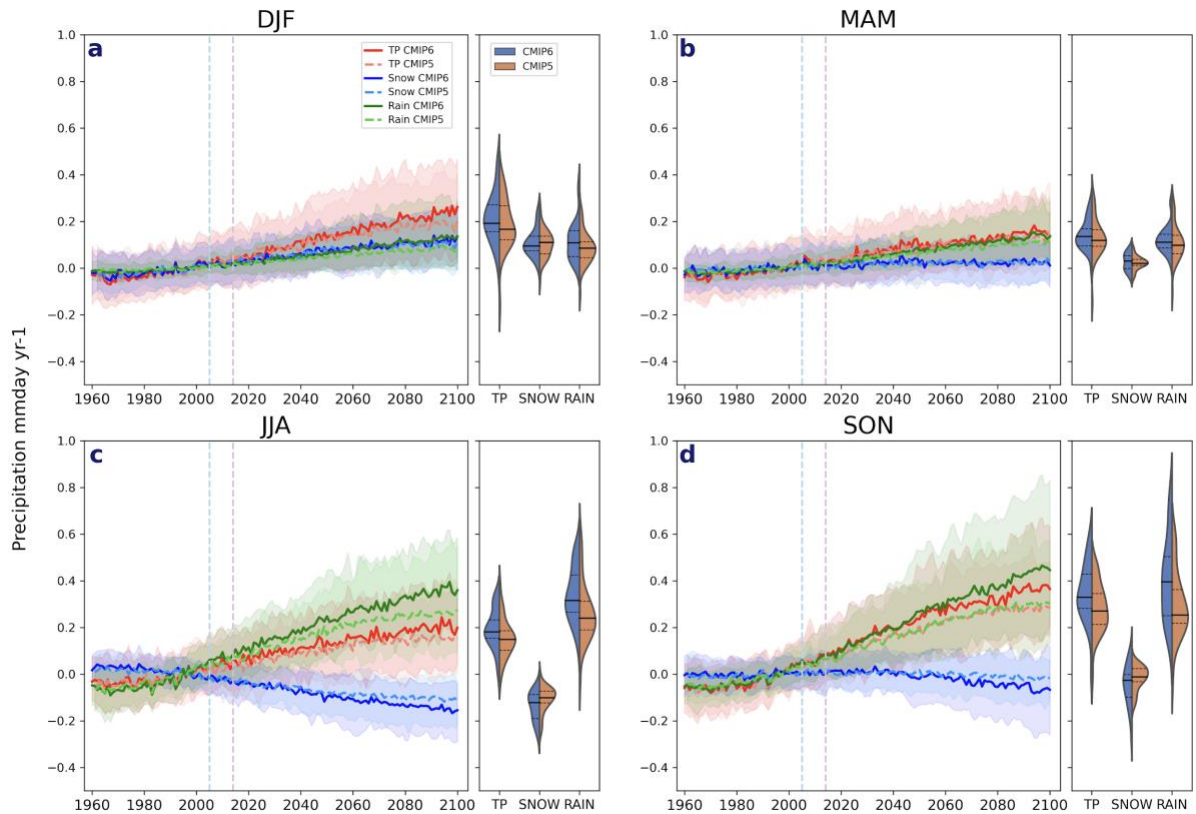 DJF
MAM
a
TP CMIP6
TP CMIP5
Snow CMIP6
Snow CMIP5
Rain CMIP6
Rain CMIP5
CMIP6
CMIP5
b
1.0
0.8
0.6
0.4
0.2
0.0
−0.2
−0.4
1960 1980 2000 2020 2040 2060 2080 2100
TP SNOW RAIN
1.0
0.8
0.6
0.4
0.2
0.0
−0.2
−0.4
1960 1980 2000 2020 2040 2060 2080 2100
TP SNOW RAIN
Precipitation mmday yr-1
JJA
SON
c
d
1.0
0.8
0.6
0.4
0.2
0.0
−0.2
−0.4
1960 1980 2000 2020 2040 2060 2080 2100
TP SNOW RAIN
1.0
0.8
0.6
0.4
0.2
0.0
−0.2
−0.4
1960 1980 2000 2020 2040 2060 2080 2100
TP SNOW RAIN